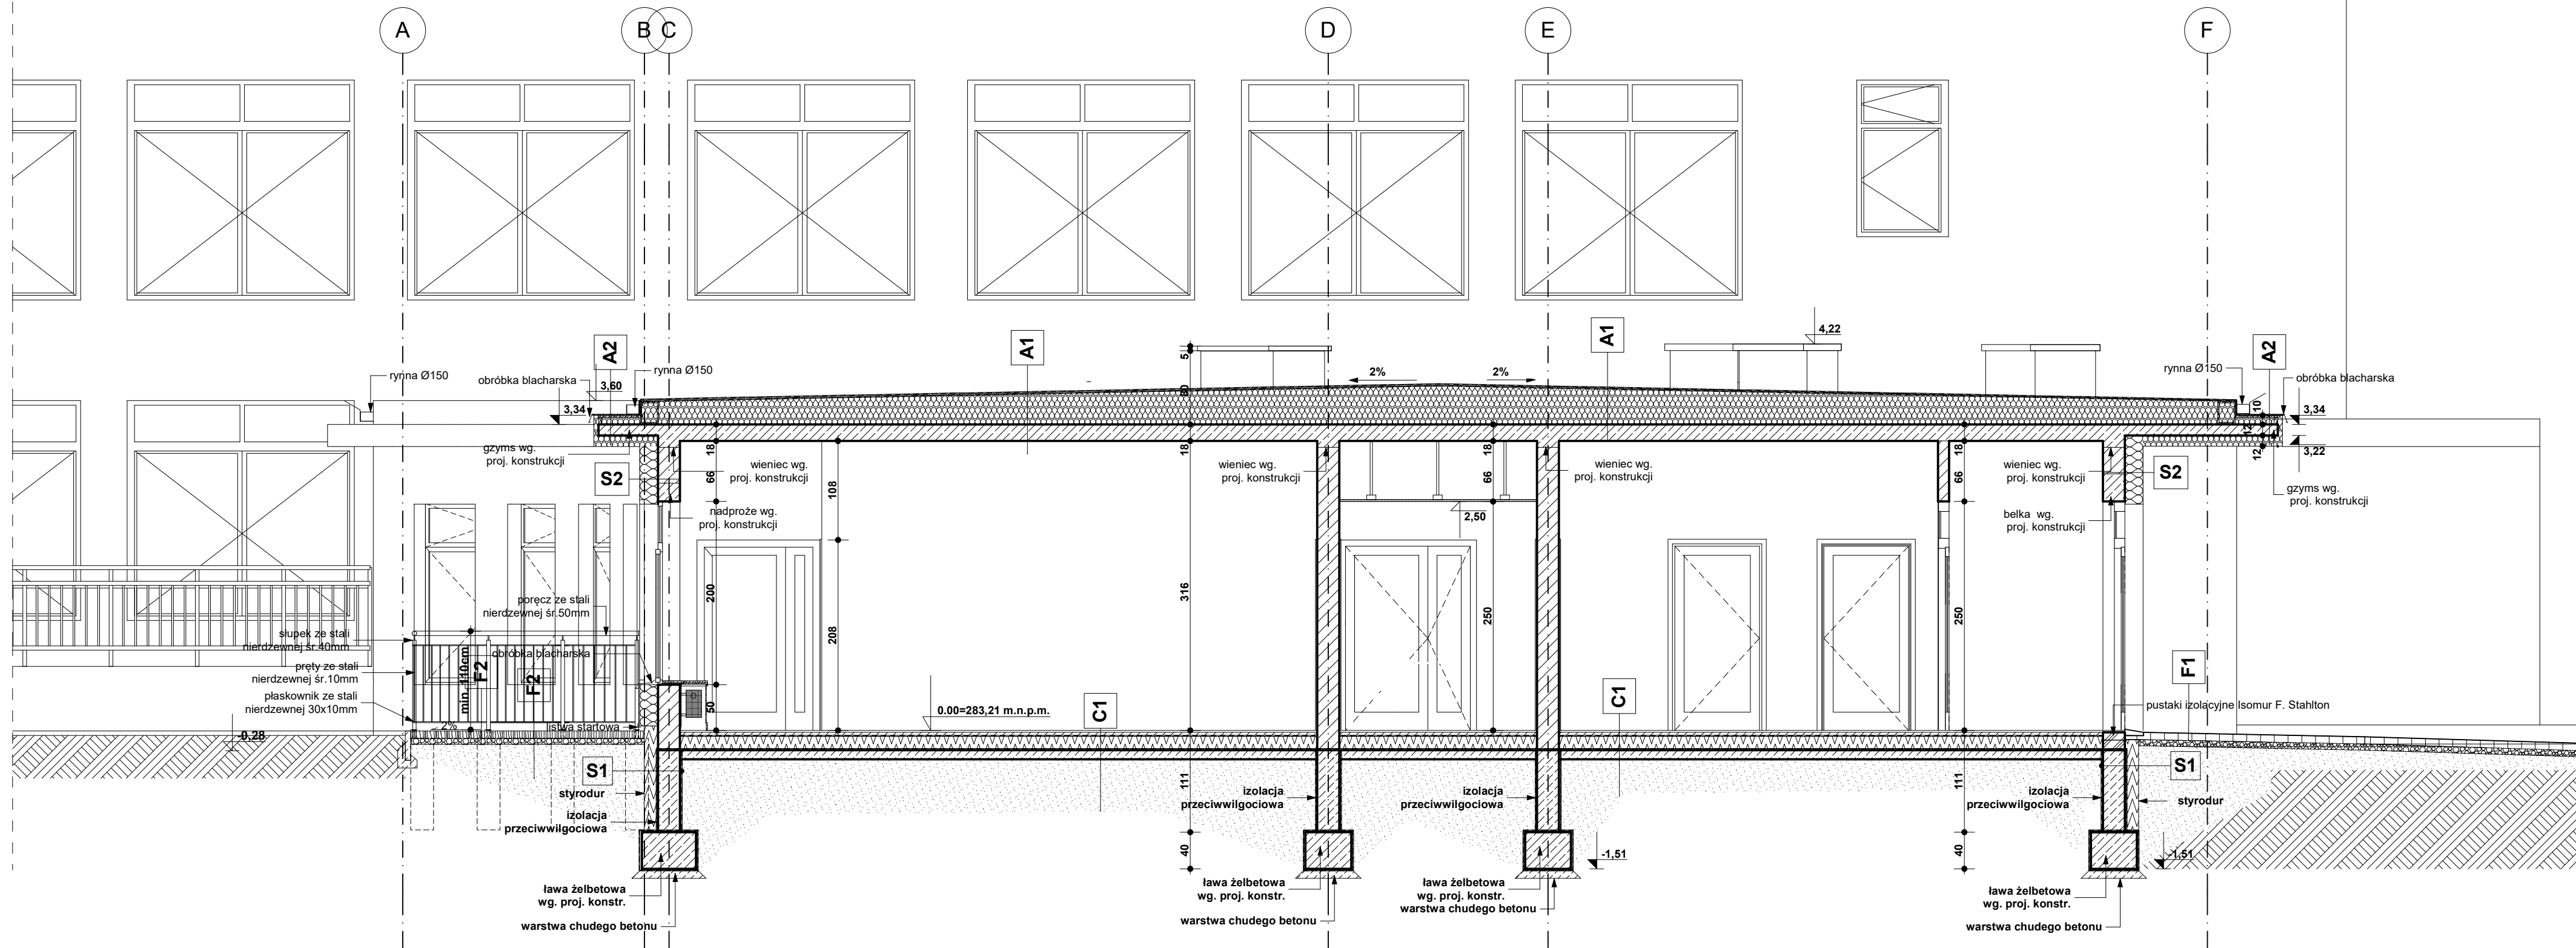 A
B
C
D
E
F
A2
A1
A1
4,22
A2
5
rynna Ø150
obróbka blacharska
rynna Ø150
3,60
2%
2%
rynna Ø150
obróbka blacharska
80
3,34
10
3,34
gzyms wg.
proj. konstrukcji
18
18
18
18
12
12
3,22
S2
wieniec wg.
proj. konstrukcji
wieniec wg.
proj. konstrukcji
wieniec wg.
proj. konstrukcji
wieniec wg.
proj. konstrukcji
S2
66
108
66
66
gzyms wg.
proj. konstrukcji
nadproże wg.
proj. konstrukcji
2,50
belka wg.
proj. konstrukcji
poręcz ze stali
nierdzewnej śr.50mm
200
316
250
250
208
słupek ze stali
nierdzewnej śr.40mm
obróbka blacharska
pręty ze stali
nierdzewnej śr.10mm
płaskownik ze stali
nierdzewnej 30x10mm
min. 110cm
F2
F2
F1
50
0.00=283,21 m.n.p.m.
C1
C1
pustaki izolacyjne Isomur F. Stahlton
2%
listwa startowa
-0,28
S1
S1
styrodur
111
111
izolacja
przeciwwilgociowa
izolacja
przeciwwilgociowa
izolacja
przeciwwilgociowa
izolacja
przeciwwilgociowa
styrodur
40
40
-1,51
-1,51
ława żelbetowa
wg. proj. konstr.
warstwa chudego betonu
ława żelbetowa
wg. proj. konstr.
warstwa chudego betonu
ława żelbetowa
wg. proj. konstr.
warstwa chudego betonu
ława żelbetowa
wg. proj. konstr.
warstwa chudego betonu